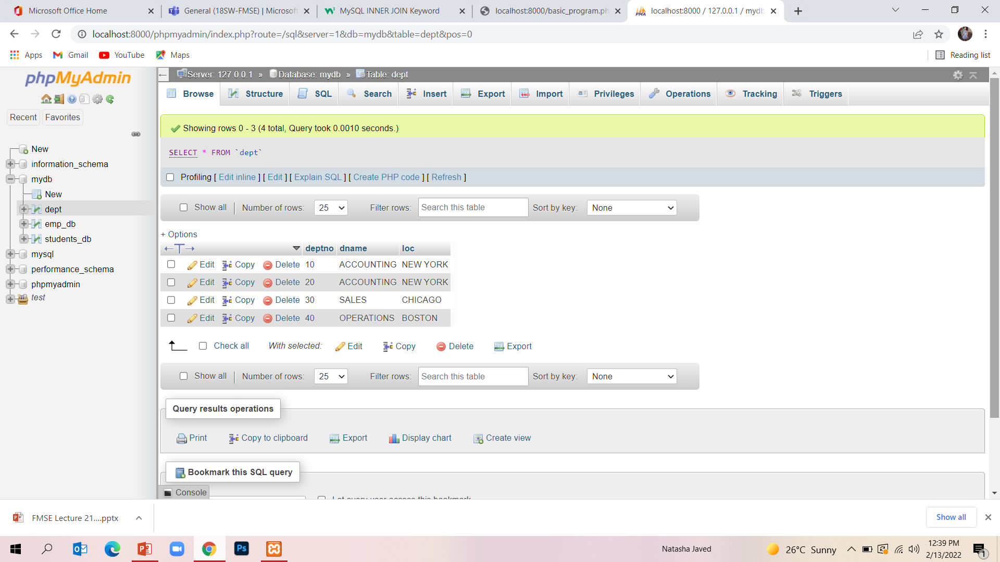 Microsoft Office Home
General (18SW-FMSE) | Microsoft
MySQL INNER JOIN Keyword
localhost:8000/basic_program.ph
localhost:8000 / 127.0.0.1 / mydb
localhost:8000/phpmyadmin/index.php?route=/sql&server=1&db=mydb&table=dept&pos=0
Apps Gmail YouTube Maps Reading list
phpMyAdmin
Recent Favorites
New
information_schema
mydb
New
dept
emp_db
students_db
mysql
performance_schema
phpmyadmin
test
Server: 127.0.0.1 » Database: mydb » Table: dept
Browse Structure SQL Search Insert Export Import Privileges Operations Tracking Triggers
Showing rows 0 - 3 (4 total, Query took 0.0010 seconds.)
SELECT * FROM `dept`
Profiling [ Edit inline ] [ Edit ] [ Explain SQL ] [ Create PHP code ] [ Refresh ]
Show all | Number of rows: 25 Filter rows: Search this table Sort by key: None
+ Options
deptno dname loc
Edit Copy Delete 10 ACCOUNTING NEW YORK
Edit Copy Delete 20 ACCOUNTING NEW YORK
Edit Copy Delete 30 SALES CHICAGO
Edit Copy Delete 40 OPERATIONS BOSTON
Check all With selected: Edit Copy Delete Export
Show all | Number of rows: 25 Filter rows: Search this table Sort by key: None
Query results operations
Print Copy to clipboard Export Display chart Create view
Bookmark this SQL query
Console
Let every user access this bookmark
FMSE Lecture 21....pptx
Show all
Natasha Javed
26°C Sunny
12:39 PM
2/13/2022
1